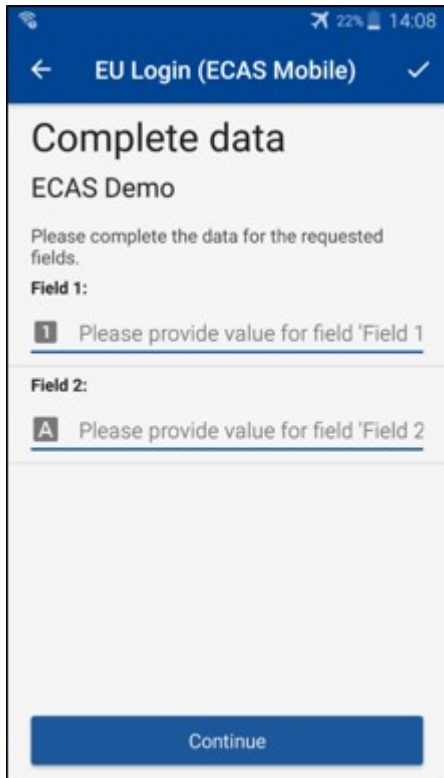 22% 14:08
EU Login (ECAS Mobile)
Complete data
ECAS Demo
Please complete the data for the requested
fields.
Field 1:
1 Please provide value for field 'Field 1
Field 2:
A Please provide value for field 'Field 2
Continue